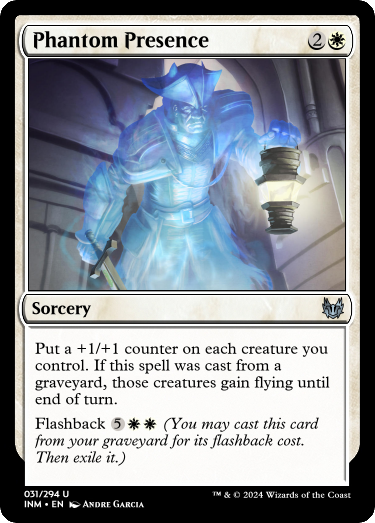 Phantom Presence 2
Sorcery
Put a +1/+1 counter on each creature you
control. If this spell was cast from a
graveyard, those creatures gain flying until
end of turn.
Flashback 5 (You may cast this card
from your graveyard for its flashback cost.
Then exile it.)
031/294 U
INM • EN Andre Garcia
™ & © 2024 Wizards of the Coast